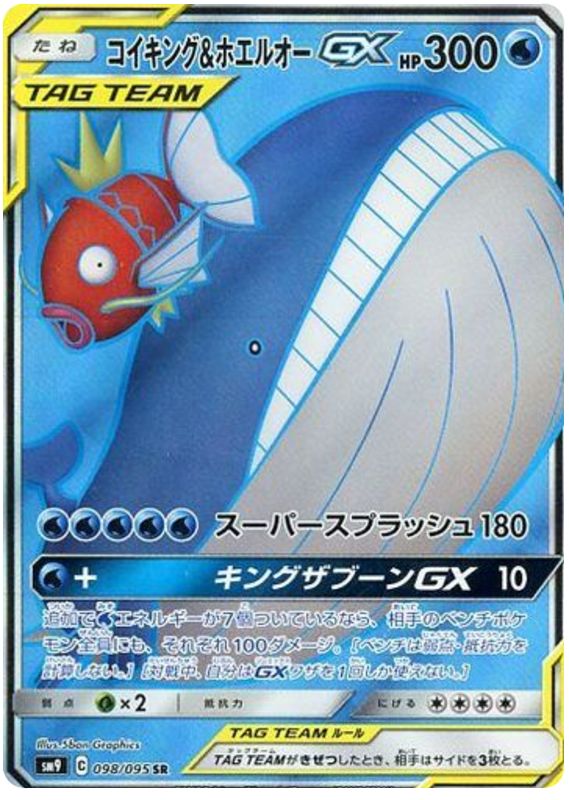 たね コイキング&ホエルオーGX HP300
TAG TEAM
スーパースプラッシュ 180
+ キングザブーンGX 10
追加でエネルギーが7個ついているなら、相手のベンチポケ
モン全員にも、それぞれ100ダメージ。[ベンチは弱点・抵抗力を
計算しない。] [対戦中、自分はGXワザを1回しか使えない。]
弱点 ×2 抵抗力 にげる
Illus. 5ban Graphics
TAG TEAM ルール
SM9 C 098/095 SR
TAG TEAMがきぜつしたとき、相手はサイドを3枚とる。